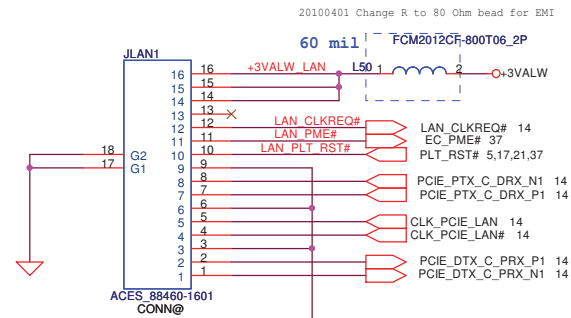 20100401 Change R to 80 Ohm bead for EMI
60 mil
FCM2012CF-800T06_2P
JLAN1
16 16 +3VALW_LAN L50 1 2 +3VALW
15 15
14 14
13 13
12 12 LAN_CLKREQ# LAN_CLKREQ# 14
11 11 LAN_PME# EC_PME# 37
18 G2 10 10 LAN_PLT_RST# PLT_RST# 5,17,21,37
17 G1 9 9
8 8 PCIE_PTX_C_DRX_N1 14
7 7 PCIE_PTX_C_DRX_P1 14
6 6
5 5 CLK_PCIE_LAN 14
4 4 CLK_PCIE_LAN# 14
3 3
2 2 PCIE_DTX_C_PRX_P1 14
1 1 PCIE_DTX_C_PRX_N1 14
ACES_88460-1601
CONN@